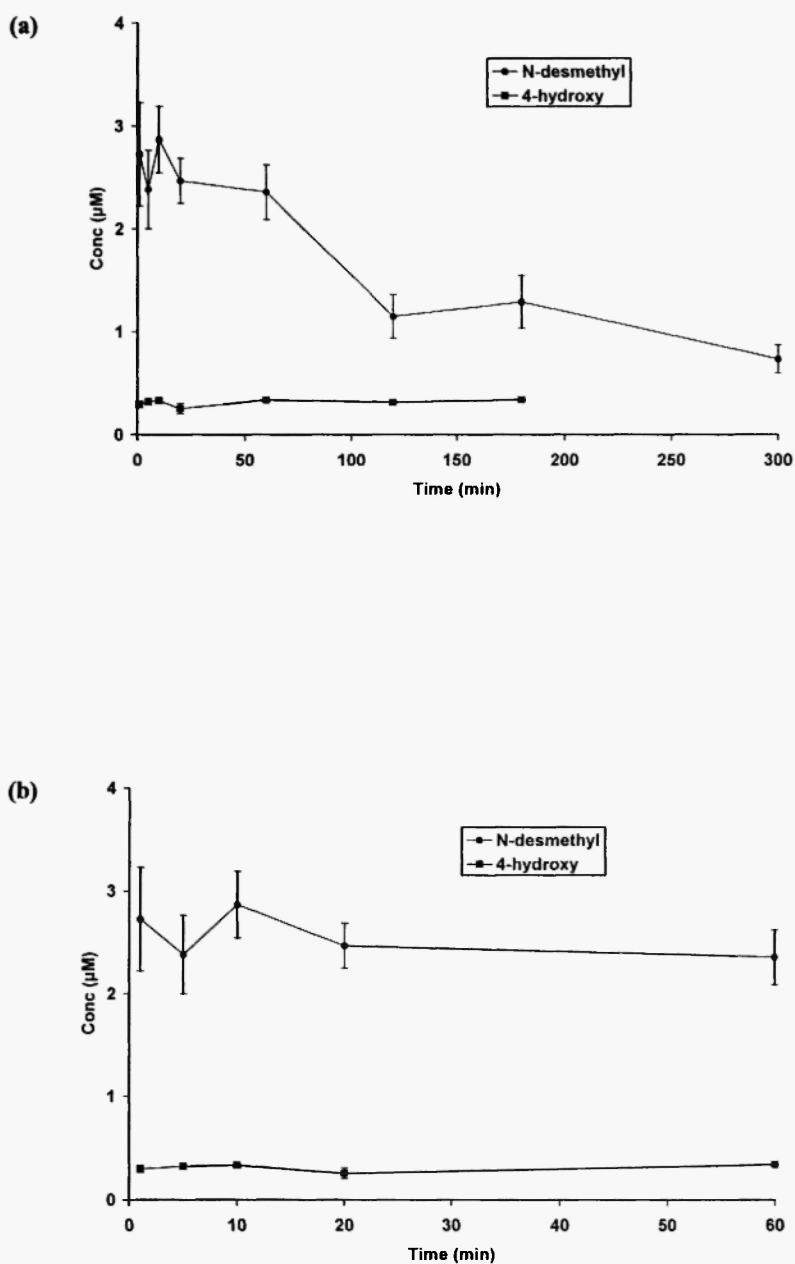 (a)
4
3
2
1
0
Conc (µM)
N-desmethyl
4-hydroxy
0 50 100 150 200 250 300
Time (min)
(b)
4
3
2
1
0
Conc (µM)
N-desmethyl
4-hydroxy
0 10 20 30 40 50 60
Time (min)